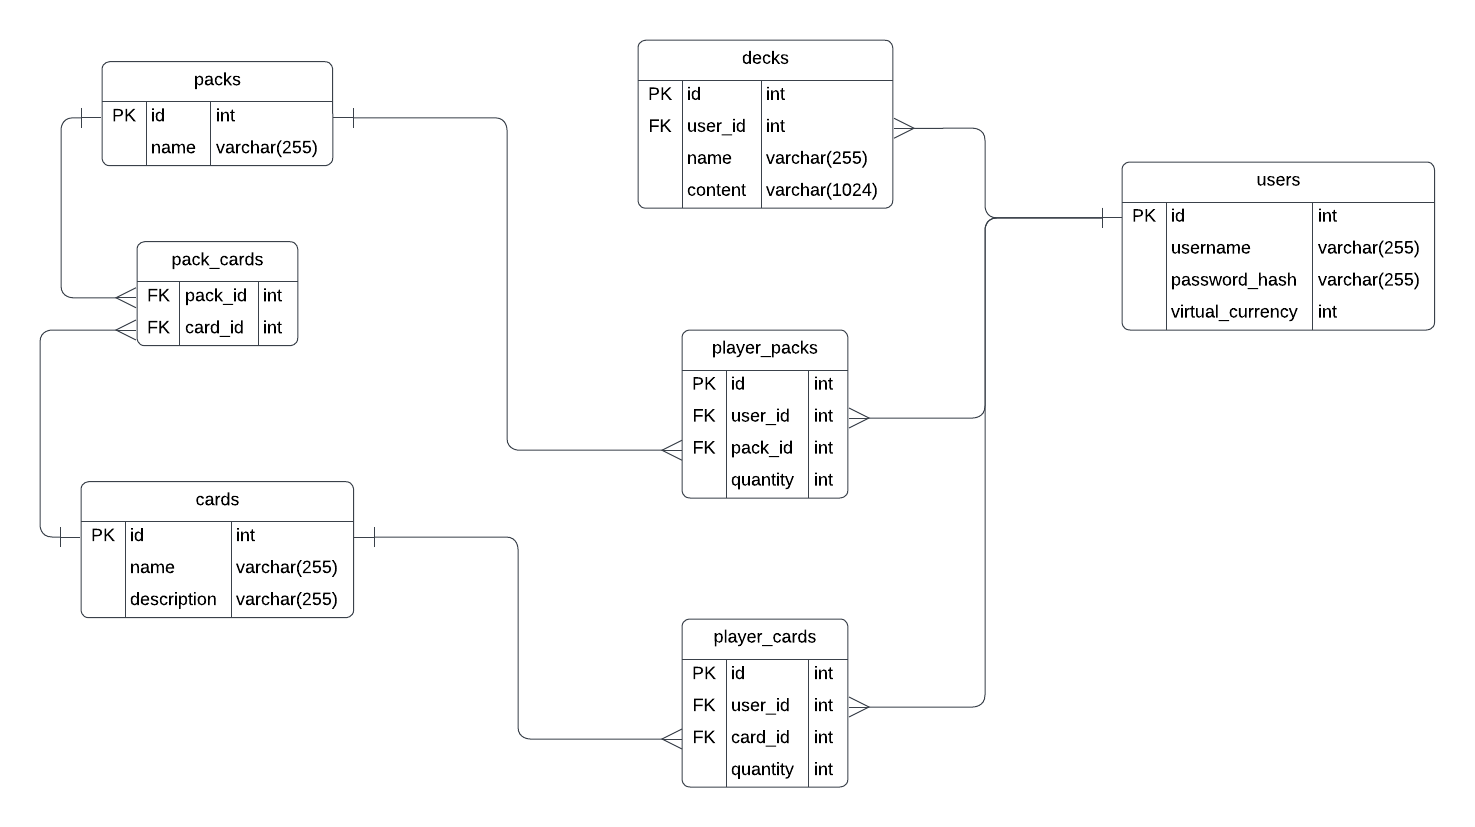 packs
PK id int
name varchar(255)
decks
PK id int
FK user_id int
name varchar(255)
content varchar(1024)
users
PK id int
username varchar(255)
password_hash varchar(255)
virtual_currency int
pack_cards
FK pack_id int
FK card_id int
player_packs
PK id int
FK user_id int
FK pack_id int
quantity int
cards
PK id int
name varchar(255)
description varchar(255)
player_cards
PK id int
FK user_id int
FK card_id int
quantity int